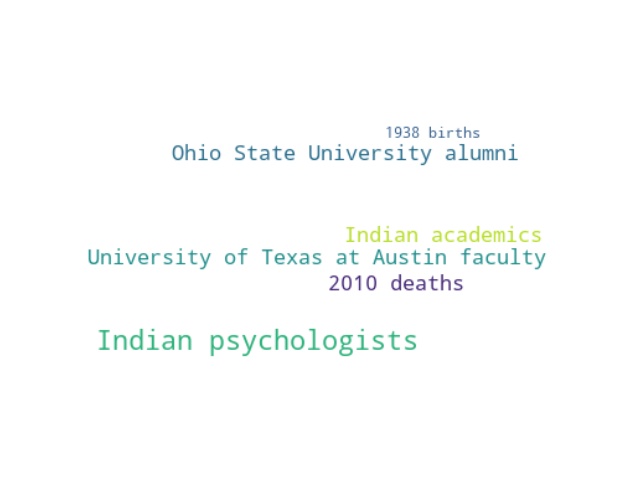 1938 births
Ohio State University alumni
Indian academics
University of Texas at Austin faculty
2010 deaths
Indian psychologists